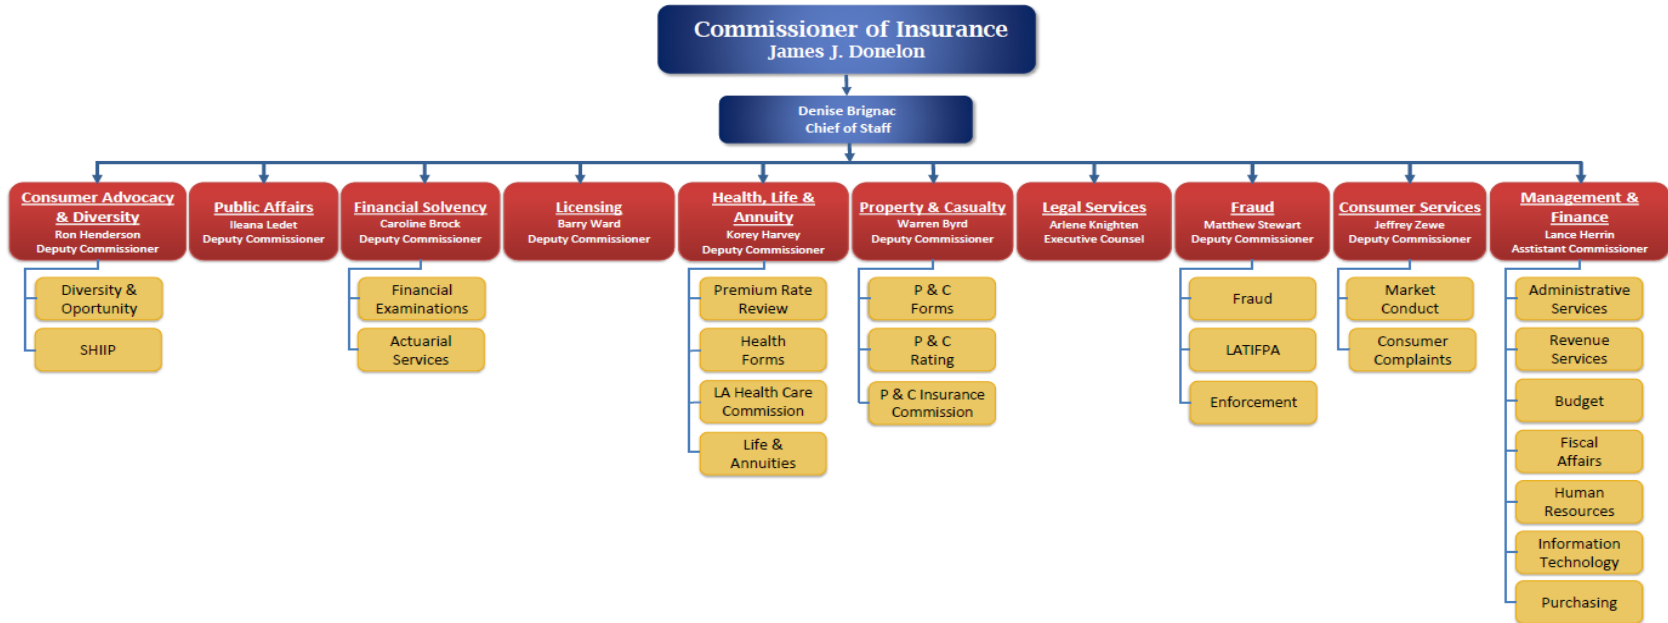 Commissioner of Insurance
James J. Donelon
Denise Brignac
Chief of Staff
Consumer Advocacy
& Diversity
Ron Henderson
Deputy Commissioner
Public Affairs
Ileana Ledet
Deputy Commissioner
Financial Solvency
Caroline Brock
Deputy Commissioner
Licensing
Barry Ward
Deputy Commissioner
Health, Life &
Annuity
Korey Harvey
Deputy Commissioner
Property & Casualty
Warren Byrd
Deputy Commissioner
Legal Services
Arlene Knighten
Executive Counsel
Fraud
Matthew Stewart
Deputy Commissioner
Consumer Services
Jeffrey Zewe
Deputy Commissioner
Management &
Finance
Lance Herrin
Asstistant Commissioner
Diversity &
Oportunity
SHIIP
Financial
Examinations
Actuarial
Services
Premium Rate
Review
Health
Forms
LA Health Care
Commission
Life &
Annuities
P & C
Forms
P & C
Rating
P & C Insurance
Commission
Fraud
LATIFPA
Enforcement
Market
Conduct
Consumer
Complaints
Administrative
Services
Revenue
Services
Budget
Fiscal
Affairs
Human
Resources
Information
Technology
Purchasing